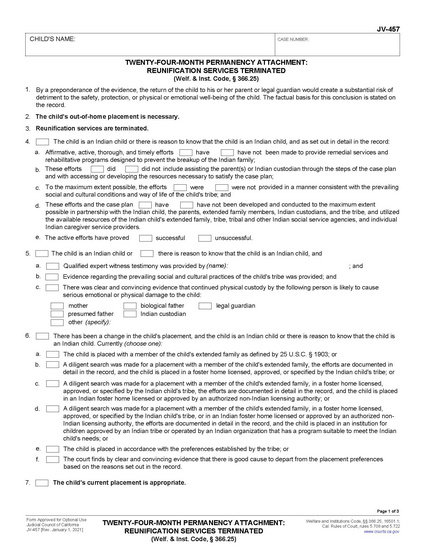 JV-457
CHILD'S NAME:
CASE NUMBER:
TWENTY-FOUR-MONTH PERMANENCY ATTACHMENT:
REUNIFICATION SERVICES TERMINATED
(Welf. & Inst. Code, § 366.25)
1. By a preponderance of the evidence, the return of the child to his or her parent or legal guardian would create a substantial risk of
detriment to the safety, protection, or physical or emotional well-being of the child. The factual basis for this conclusion is stated on
the record.
2. The child's out-of-home placement is necessary.
3. Reunification services are terminated.
4. The child is an Indian child or there is reason to know that the child is an Indian child, and as set out in detail in the record:
a. Affirmative, active, thorough, and timely efforts have have not been made to provide remedial services and
rehabilitative programs designed to prevent the breakup of the Indian family;
b. These efforts did did not include assisting the parent(s) or Indian custodian through the steps of the case plan
and with accessing or developing the resources necessary to satisfy the case plan;
c. To the maximum extent possible, the efforts were were not provided in a manner consistent with the prevailing
social and cultural conditions and way of life of the child's tribe; and
d. These efforts and the case plan have have not been developed and conducted to the maximum extent
possible in partnership with the Indian child, the parents, extended family members, Indian custodians, and the tribe, and utilized
the available resources of the Indian child's extended family, tribe, tribal and other Indian social service agencies, and individual
Indian caregiver service providers.
e. The active efforts have proved successful unsuccessful.
5. The child is an Indian child or there is reason to know that the child is an Indian child, and
a. Qualified expert witness testimony was provided by (name): ; and
b. Evidence regarding the prevailing social and cultural practices of the child's tribe was provided; and
c. There was clear and convincing evidence that continued physical custody by the following person is likely to cause
serious emotional or physical damage to the child:
mother biological father legal guardian
presumed father Indian custodian
other (specify):
6. There has been a change in the child's placement, and the child is an Indian child or there is reason to know that the child is
an Indian child. Currently (choose one):
a. The child is placed with a member of the child's extended family as defined by 25 U.S.C. § 1903; or
b. A diligent search was made for a placement with a member of the child's extended family, the efforts are documented in
detail in the record, and the child is placed in a foster home licensed, approved, or specified by the Indian child's tribe; or
c. A diligent search was made for a placement with a member of the child's extended family, in a foster home licensed,
approved, or specified by the Indian child's tribe, the efforts are documented in detail in the record, and the child is placed
in an Indian foster home licensed or approved by an authorized non-Indian licensing authority; or
d. A diligent search was made for a placement with a member of the child's extended family, in a foster home licensed,
approved, or specified by the Indian child's tribe, or in an Indian foster home licensed or approved by an authorized non-
Indian licensing authority, the efforts are documented in detail in the record, and the child is placed in an institution for
children approved by an Indian tribe or operated by an Indian organization that has a program suitable to meet the Indian
child's needs; or
e. The child is placed in accordance with the preferences established by the tribe; or
f. The court finds by clear and convincing evidence that there is good cause to depart from the placement preferences
based on the reasons set out in the record.
7. The child's current placement is appropriate.
Page 1 of 3
Form Approved for Optional Use
Judicial Council of California
JV-457 [Rev. January 1, 2021]
TWENTY-FOUR-MONTH PERMANENCY ATTACHMENT:
REUNIFICATION SERVICES TERMINATED
(Welf. & Inst. Code, § 366.25)
Welfare and Institutions Code, §§ 366.25, 16501.1;
Cal. Rules of Court, rules 5.708 and 5.722
www.courts.ca.gov